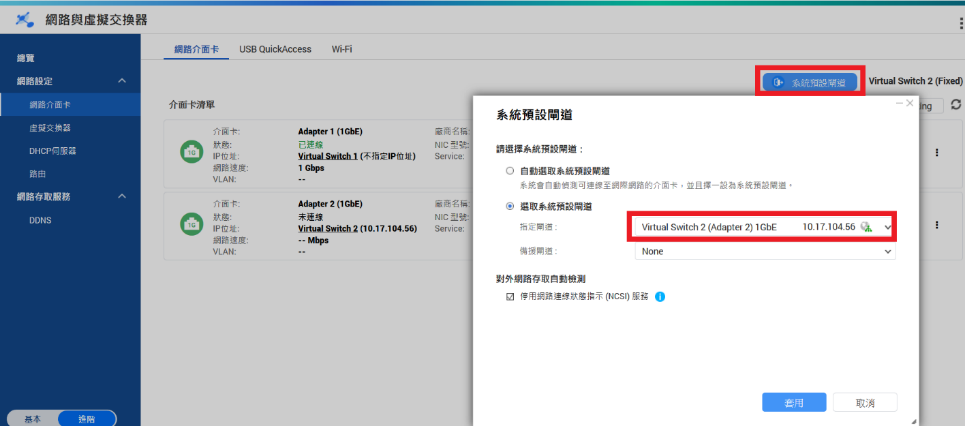 網路與虛擬交換器
總覽
網路設定
網路介面卡
虛擬交換器
DHCP伺服器
路由
網路存取服務
DDNS
基本 進階
網路介面卡 USB QuickAccess Wi-Fi
系統預設閘道 Virtual Switch 2 (Fixed)
介面卡清單
ing
介面卡: Adapter 1 (1GbE) 廠商名稱:
狀態: 已連線 NIC 型號:
IP位址: Virtual Switch 1 (不指定IP位址) Service:
網路速度: 1 Gbps
VLAN: --
1G
介面卡: Adapter 2 (1GbE) 廠商名稱:
狀態: 未連線 NIC 型號:
IP位址: Virtual Switch 2 (10.17.104.56) Service:
網路速度: -- Mbps
VLAN: --
1G
系統預設閘道
請選擇系統預設閘道：
自動選取系統預設閘道
系統會自動偵測可連線至網際網路的介面卡，並且擇一設為系統預設閘道。
選取系統預設閘道
指定閘道： Virtual Switch 2 (Adapter 2) 1GbE 10.17.104.56
備援閘道： None
對外網路存取自動檢測
停用網路連線狀態指示 (NCSI) 服務
套用 取消